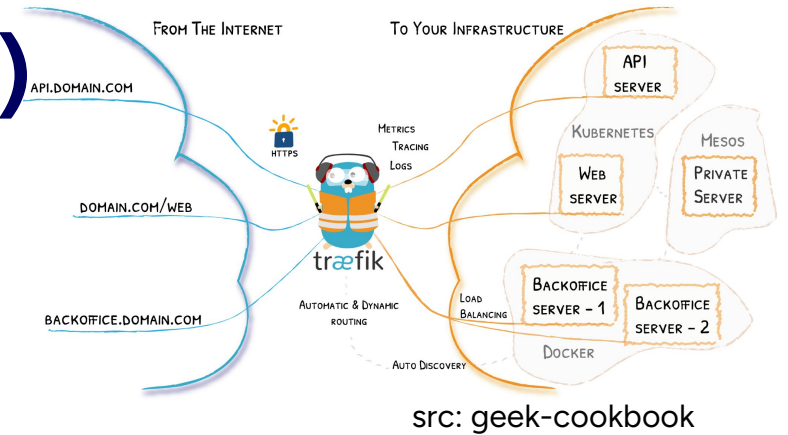 FROM THE INTERNET
TO YOUR INFRASTRUCTURE
)
API.DOMAIN.COM
DOMAIN.COM/WEB
BACKOFFICE.DOMAIN.COM
HTTPS
METRICS
TRACING
LOGS
træfik
AUTOMATIC & DYNAMIC
ROUTING
AUTO DISCOVERY
LOAD
BALANCING
API
SERVER
KUBERNETES
WEB
SERVER
MESOS
PRIVATE
SERVER
BACKOFFICE
SERVER - 1
BACKOFFICE
SERVER - 2
DOCKER
src: geek-cookbook